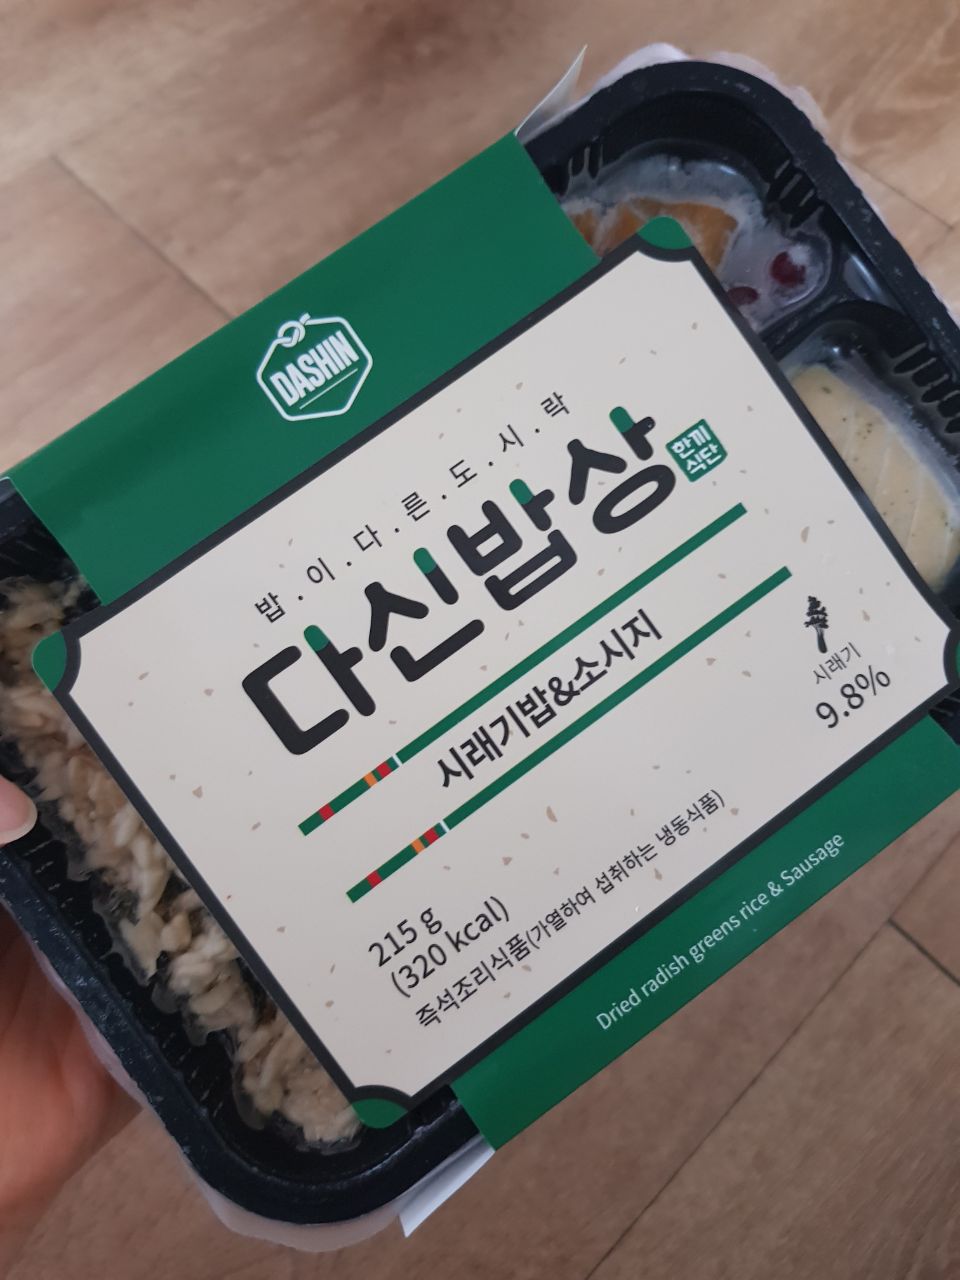 DASHIN
밥.이.다.른.도.시.락
다신밥상
한끼
식단
시래기밥&소시지
시래기
9.8%
215 g
(320 kcal)
즉석조리식품(가열하여 섭취하는 냉동식품)
Dried radish greens rice & Sausage